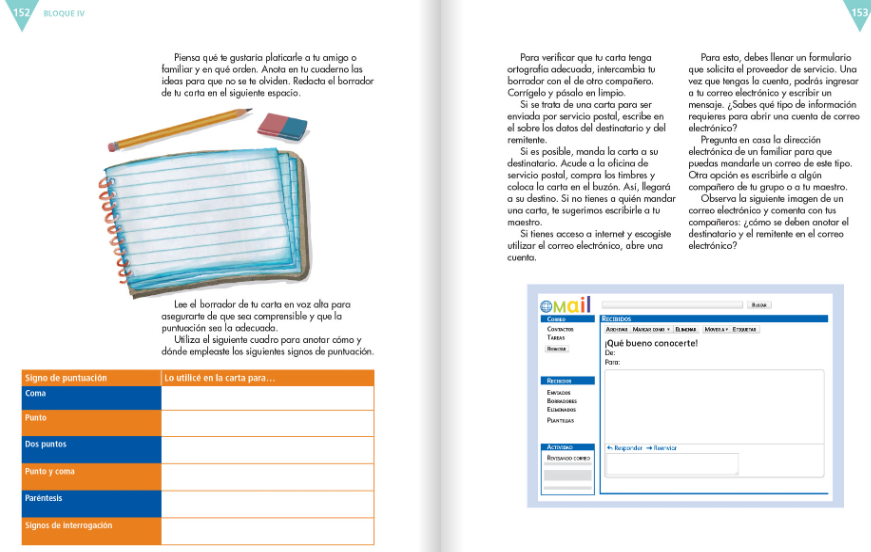 152
BLOQUE IV
Piensa qué te gustaría platicarle a tu amigo o
familiar y en qué orden. Anota en tu cuaderno las
ideas para que no se te olviden. Redacta el borrador
de tu carta en el siguiente espacio.
Lee el borrador de tu carta en voz alta para
asegurarte de que sea comprensible y que la
puntuación sea la adecuada.
Utiliza el siguiente cuadro para anotar cómo y
dónde empleaste los siguientes signos de puntuación.
Signo de puntuación Lo utilicé en la carta para...
Coma
Punto
Dos puntos
Punto y coma
Paréntesis
Signos de interrogación
153
Para verificar que tu carta tenga
ortografía adecuada, intercambia tu
borrador con el de otro compañero.
Corrígelo y pásalo en limpio.
Si se trata de una carta para ser
enviada por servicio postal, escribe en
el sobre los datos del destinatario y del
remitente.
Si es posible, manda la carta a su
destinatario. Acude a la oficina de
servicio postal, compra los timbres y
coloca la carta en el buzón. Así, llegará
a su destino. Si no tienes a quién mandar
una carta, te sugerimos escribirle a tu
maestro.
Si tienes acceso a internet y escogiste
utilizar el correo electrónico, abre una
cuenta.
Para esto, debes llenar un formulario
que solicita el proveedor de servicio. Una
vez que tengas la cuenta, podrás ingresar
a tu correo electrónico y escribir un
mensaje. ¿Sabes qué tipo de información
requieres para abrir una cuenta de correo
electrónico?
Pregunta en casa la dirección
electrónica de un familiar para que
puedas mandarle un correo de este tipo.
Otra opción es escribirle a algún
compañero de tu grupo o a tu maestro.
Observa la siguiente imagen de un
correo electrónico y comenta con tus
compañeros: ¿cómo se deben anotar el
destinatario y el remitente en el correo
electrónico?
@mail
Buscar
Correo
Contactos
Tareas
Redactar
Recibidos
Enviados
Borradores
Eliminados
Plantillas
Actividad
Revisando correo
Recibidos
Archivar Marcar como Eliminar Mover a Etiquetas
¡Qué bueno conocerte!
De:
Para:
Responder Reenviar